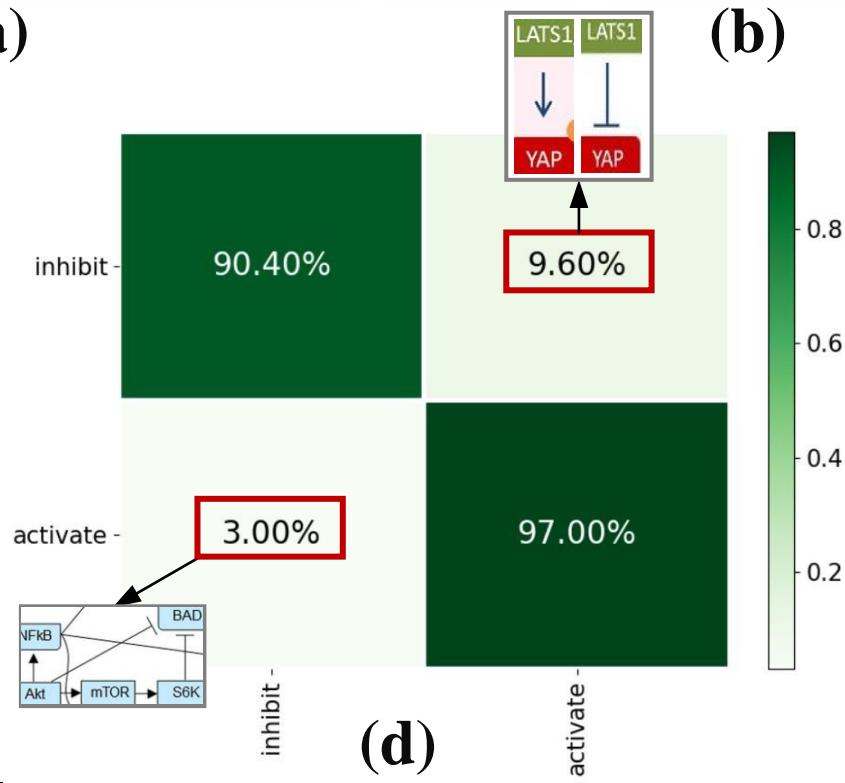 a)
(b)
LATS1 LATS1
YAP YAP
inhibit
90.40%
9.60%
0.8
0.6
0.4
0.2
activate
3.00%
97.00%
BAD
NFkB
Akt mTOR S6K
inhibit
activate
(d)